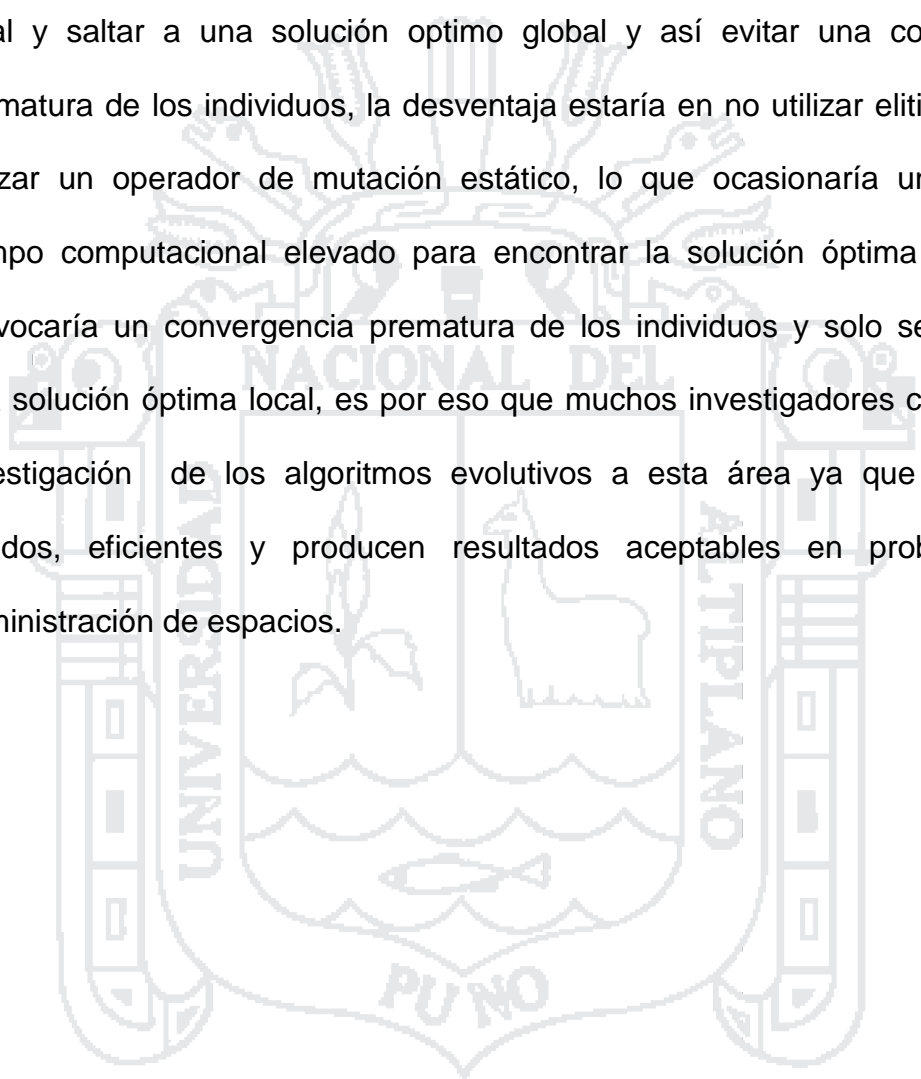 al y saltar a una solución optimo global y así evitar una co
matura de los individuos, la desventaja estaría en no utilizar eliti
zar un operador de mutación estático, lo que ocasionaría un
npo computacional elevado para encontrar la solución óptima
vocaría un convergencia prematura de los individuos y solo se
solución óptima local, es por eso que muchos investigadores c
estigación de los algoritmos evolutivos a esta área ya que
dos, eficientes y producen resultados aceptables en prob
ninistración de espacios.
NACIONAL DEL
UNIVERSIDAD
ALTIPLANO
PUNO